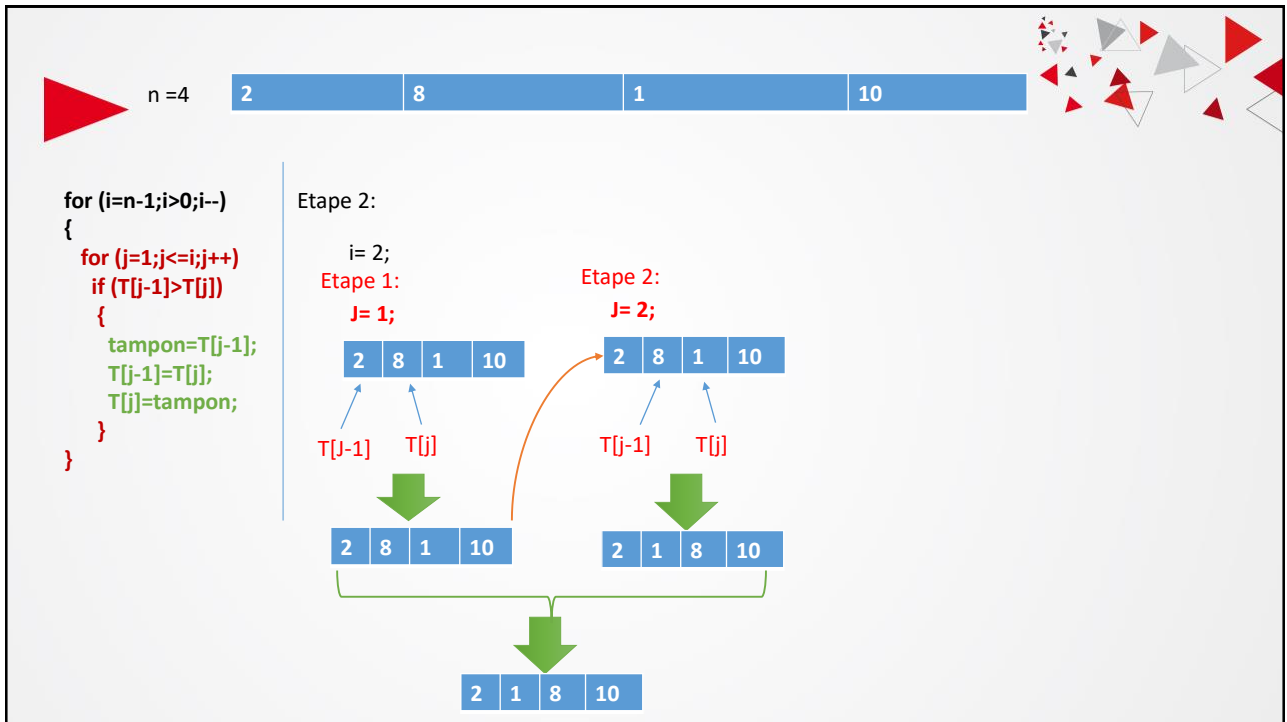 n =4
2 8 1 10
for (i=n-1;i>0;i--)
{
for (j=1;j<=i;j++)
if (T[j-1]>T[j])
{
tampon=T[j-1];
T[j-1]=T[j];
T[j]=tampon;
}
}
Etape 2:
i= 2;
Etape 1:
J= 1;
2 8 1 10
T[J-1] T[j]
2 8 1 10
Etape 2:
J= 2;
2 8 1 10
T[j-1] T[j]
2 1 8 10
2 1 8 10